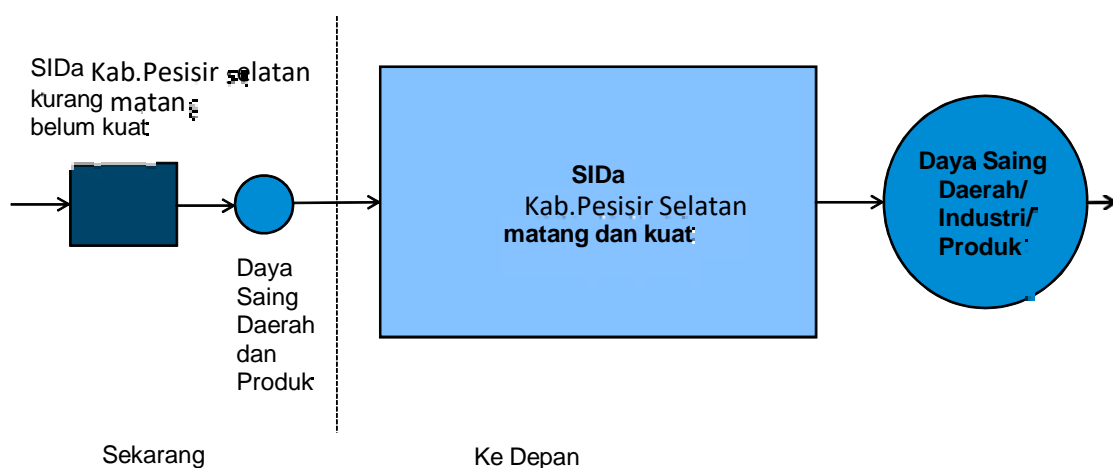 SIDa Kab.Pesisir selatan
kurang matang
belum kuat
SIDa
Kab.Pesisir Selatan
matang dan kuat
Daya Saing
Daerah/
Industri/
Produk
Daya
Saing
Daerah
dan
Produk
Sekarang
Ke Depan